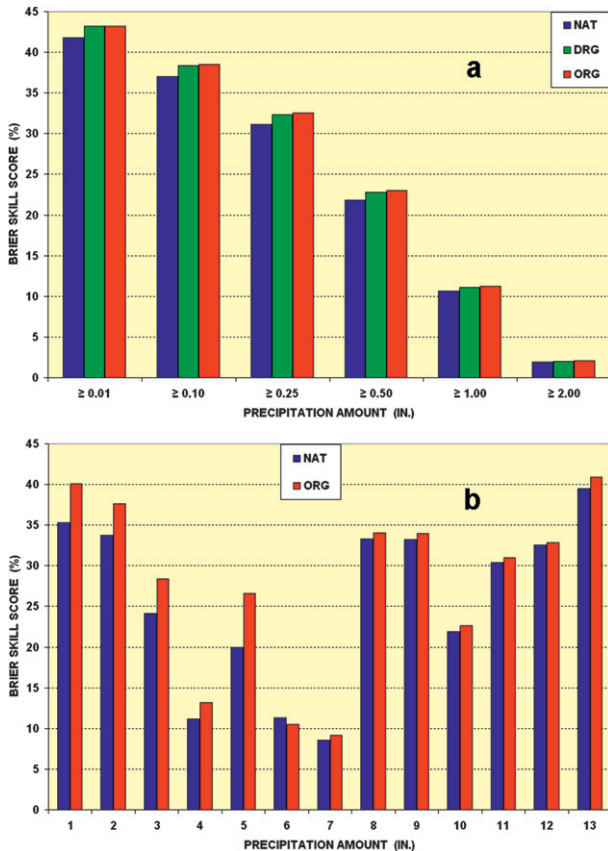 45
40
35
30
25
20
15
10
5
0
BRIER SKILL SCORE (%)
a
NAT
DRG
ORG
≥ 0.01 ≥ 0.10 ≥ 0.25 ≥ 0.50 ≥ 1.00 ≥ 2.00
PRECIPITATION AMOUNT (IN.)
45
40
35
30
25
20
15
10
5
0
BRIER SKILL SCORE (%)
NAT
ORG
b
1 2 3 4 5 6 7 8 9 10 11 12 13
PRECIPITATION AMOUNT (IN.)